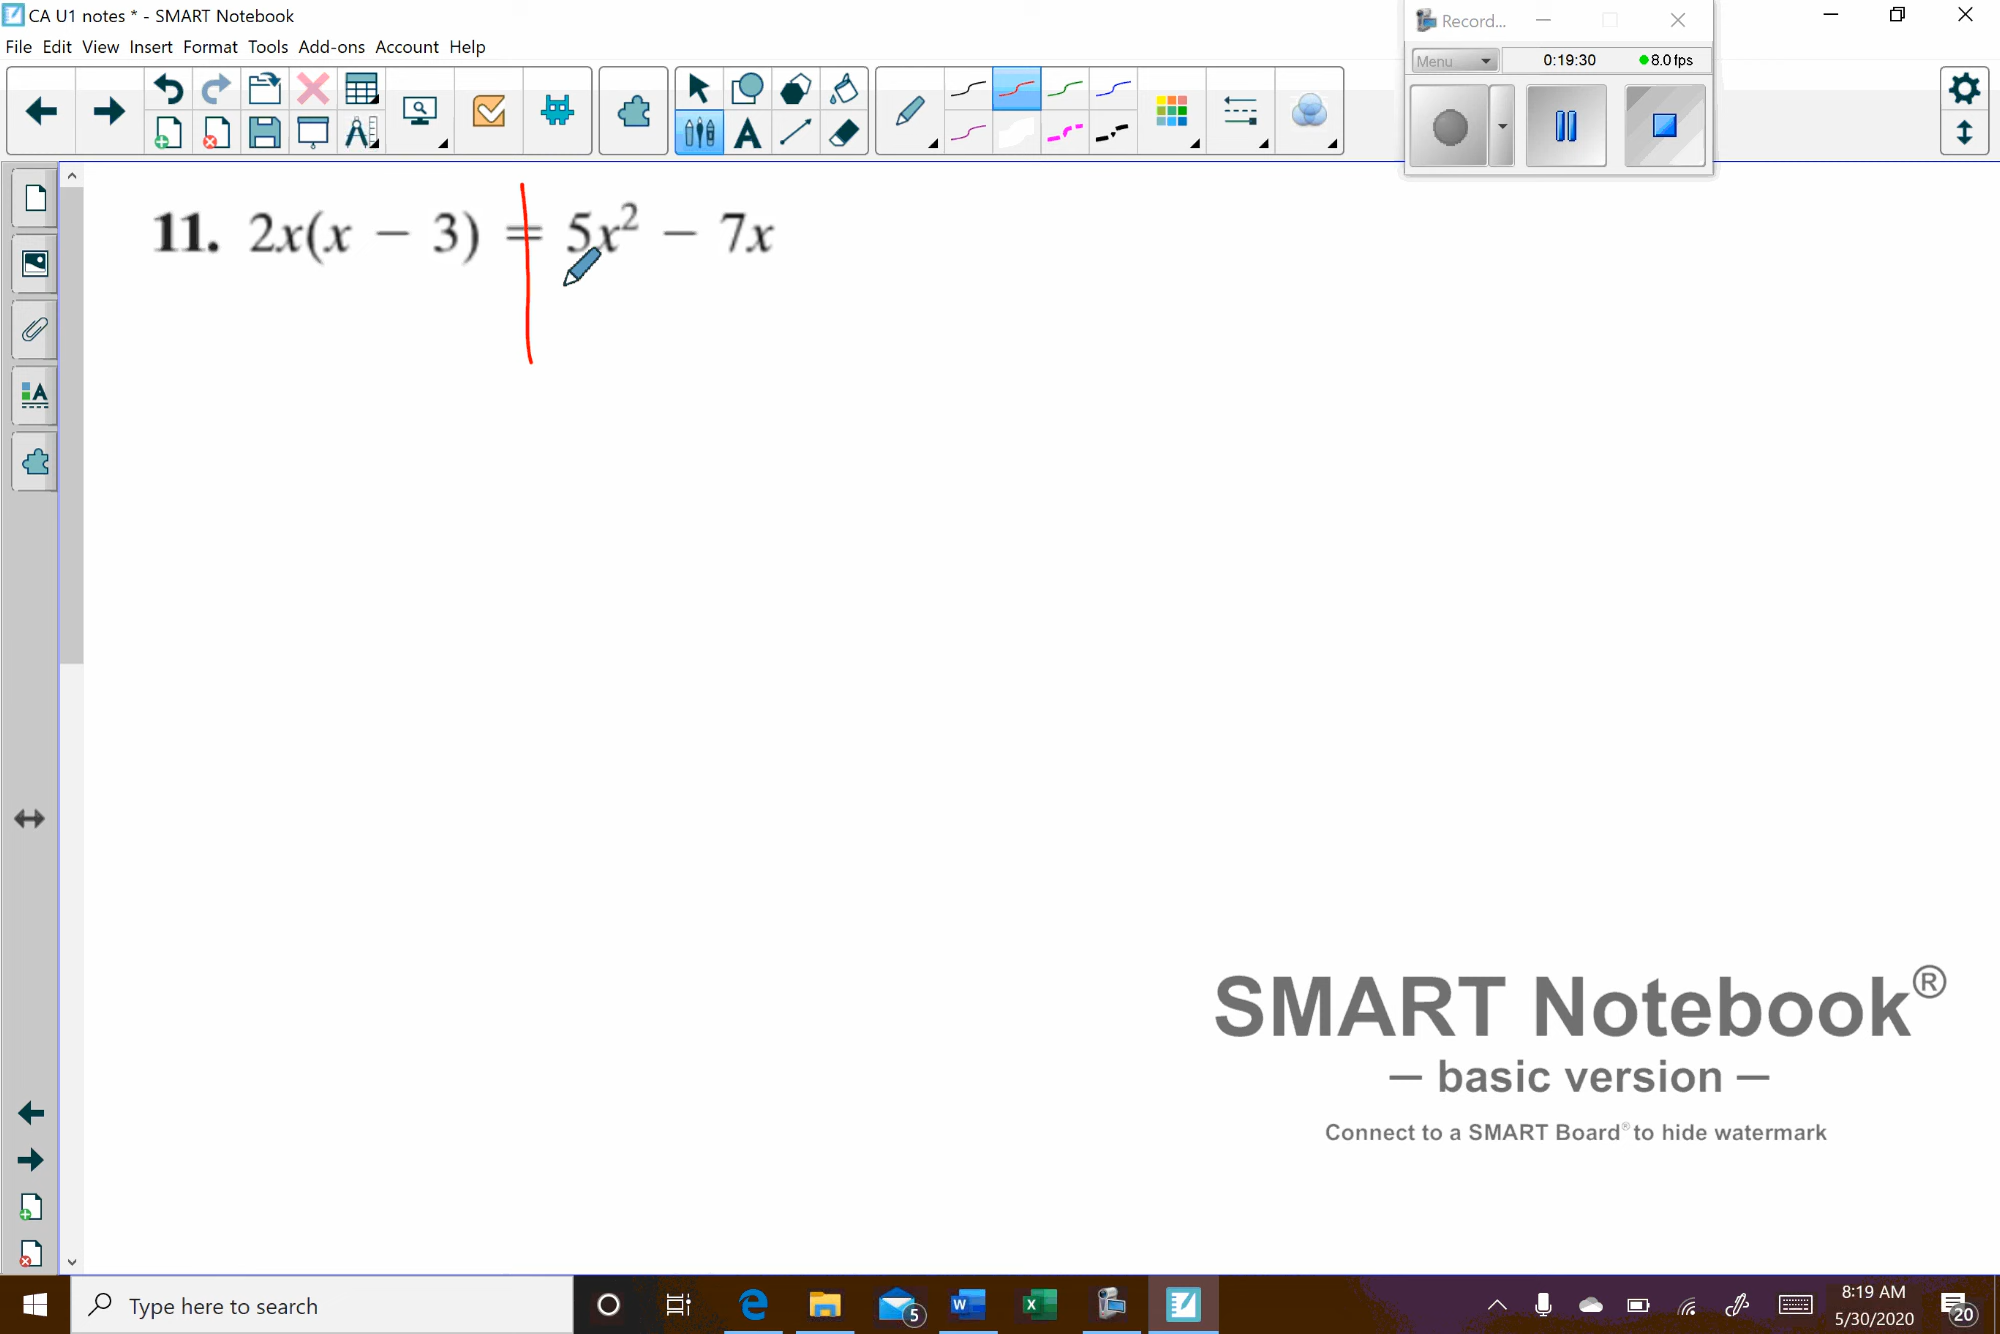 CA U1 notes * - SMART Notebook
File Edit View Insert Format Tools Add-ons Account Help
Record...
Menu 0:19:30 8.0 fps
A
A
11. 2x(x − 3) = 5x² − 7x
SMART Notebook®
— basic version —
Connect to a SMART Board® to hide watermark
Type here to search
5
W
X
8:19 AM
5/30/2020
20